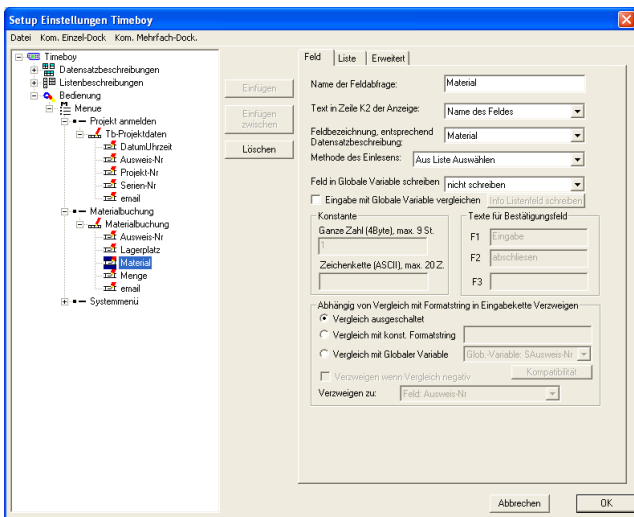 Setup Einstellungen Timeboy
Datei Kom. Einzel-Dock Kom. Mehrfach-Dock.
Timeboy
Datensatzbeschreibungen
Listenbeschreibungen
Bedienung
Menue
Projekt anmelden
Tb-Projektdaten
DatumUhrzeit
Ausweis-Nr
Projekt-Nr
Serien-Nr
email
Materialbuchung
Materialbuchung
Ausweis-Nr
Lagerplatz
Material
Menge
email
Systemmenü
Einfügen
Einfügen
zwischen
Löschen
Feld Liste Erweitert
Name der Feldabfrage: Material
Text in Zeile K2 der Anzeige: Name des Feldes
Feldbezeichnung, entsprechend
Datensatzbeschreibung: Material
Methode des Einlesens: Aus Liste Auswählen
Feld in Globale Variable schreiben nicht schreiben
Eingabe mit Globale Variable vergleichen Info Listenfeld schreiben
Konstante
Ganze Zahl (4Byte), max. 9 St.
1
Zeichenkette (ASCII), max. 20 Z.
Texte für Bestätigungsfeld
F1 Eingabe
F2 abschliesen
F3
Abhängig von Vergleich mit Formatstring in Eingabekette Verzweigen
Vergleich ausgeschaltet
Vergleich mit konst. Formatstring
Vergleich mit Globaler Variable Glob.-Variable: SAusweis-Nr
Verzweigen wenn Vergleich negativ Kompatibilität
Verzweigen zu: Feld: Ausweis-Nr
Abbrechen OK